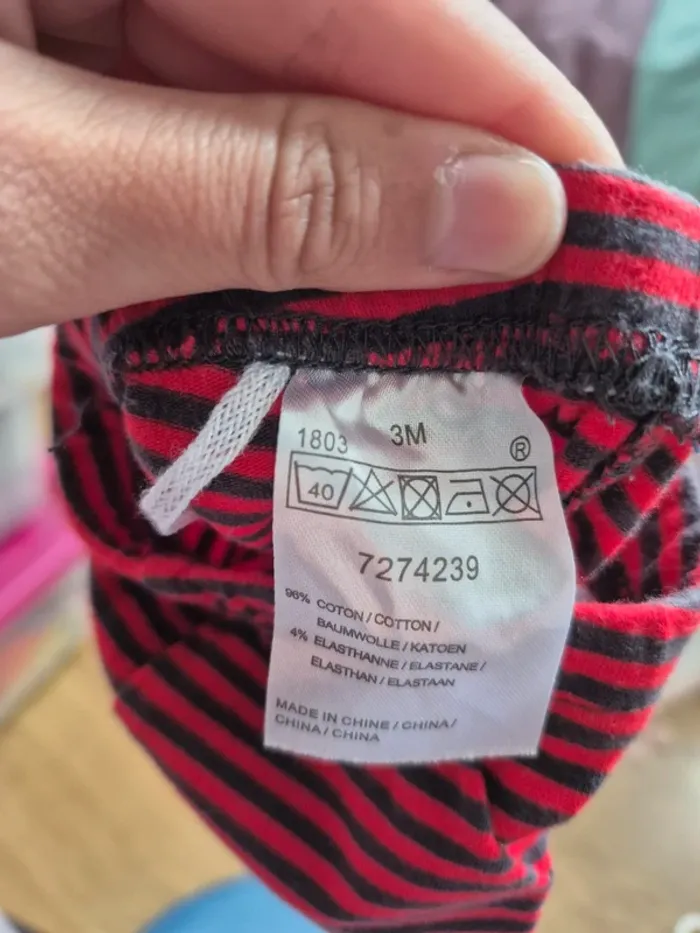 1803 3M
®
40
7274239
96% COTON / COTTON /
BAUMWOLLE / KATOEN
4% ELASTHANNE / ELASTANE /
ELASTHAN / ELASTAAN
MADE IN CHINE / CHINA /
CHINA / CHINA